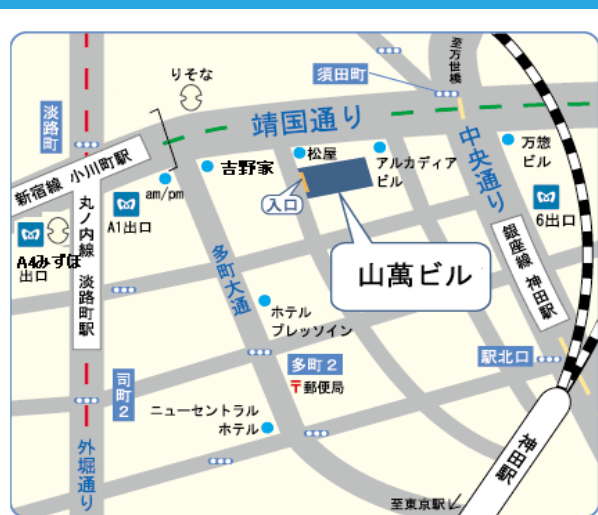 至万世橋
りそな
須田町
淡路町
靖国通り
中央通り
万惣
ビル
松屋
アルカディア
ビル
吉野家
新宿線 小川町駅
am/pm
入口
A1出口
6出口
丸ノ内線 淡路町駅
A4みずほ
出口
多町大通
山萬ビル
銀座線 神田駅
ホテル
プレッソイン
駅北口
多町2
〒郵便局
司町2
ニューセントラル
ホテル
外堀通り
神田駅
至東京駅